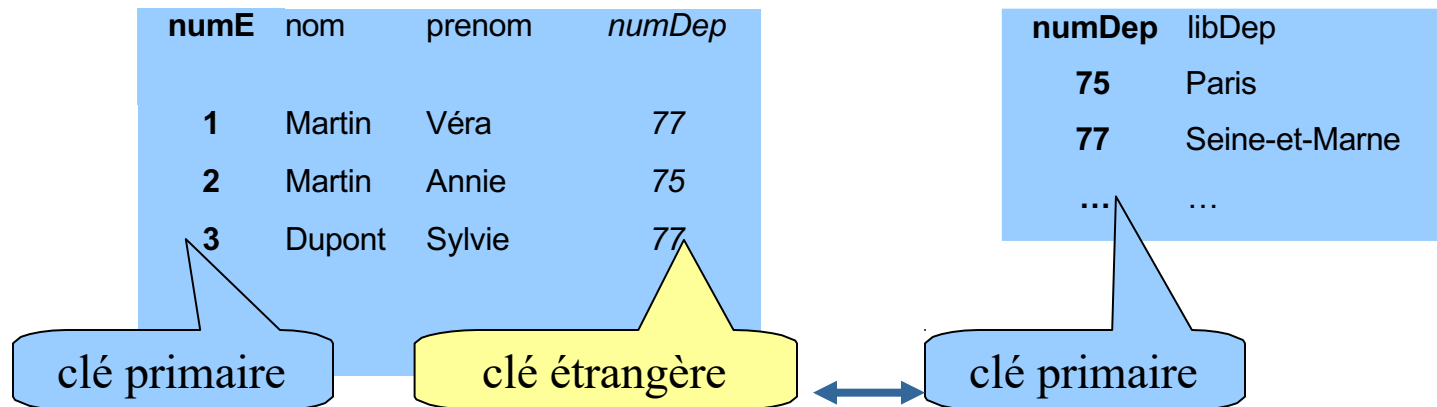 numE nom prenom numDep
1 Martin Véra 77
2 Martin Annie 75
3 Dupont Sylvie 77
clé primaire
clé étrangère
numDep libDep
75 Paris
77 Seine-et-Marne
... ...
clé primaire